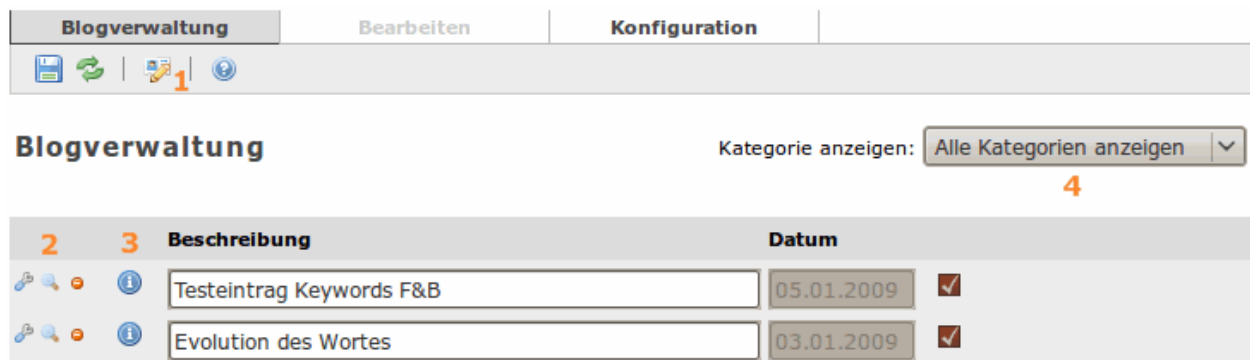 Blogverwaltung Bearbeiten Konfiguration
1
Blogverwaltung Kategorie anzeigen: Alle Kategorien anzeigen
4
2 3 Beschreibung Datum
Testeintrag Keywords F&B 05.01.2009
Evolution des Wortes 03.01.2009